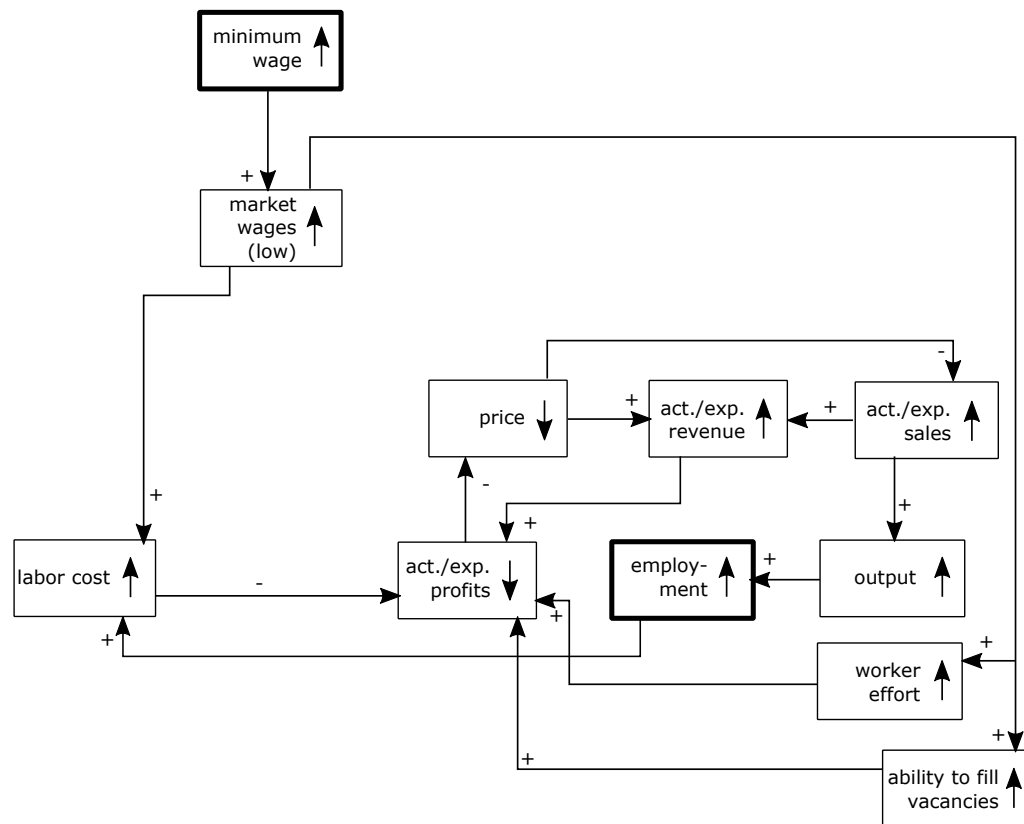 minimum
wage
+
market
wages
(low)
-
price
+
act./exp.
revenue
+
act./exp.
sales
+
-
+
+
labor cost
-
act./exp.
profits
employ-
ment
+
output
+
+
worker
effort
+
+
+
ability to fill
vacancies